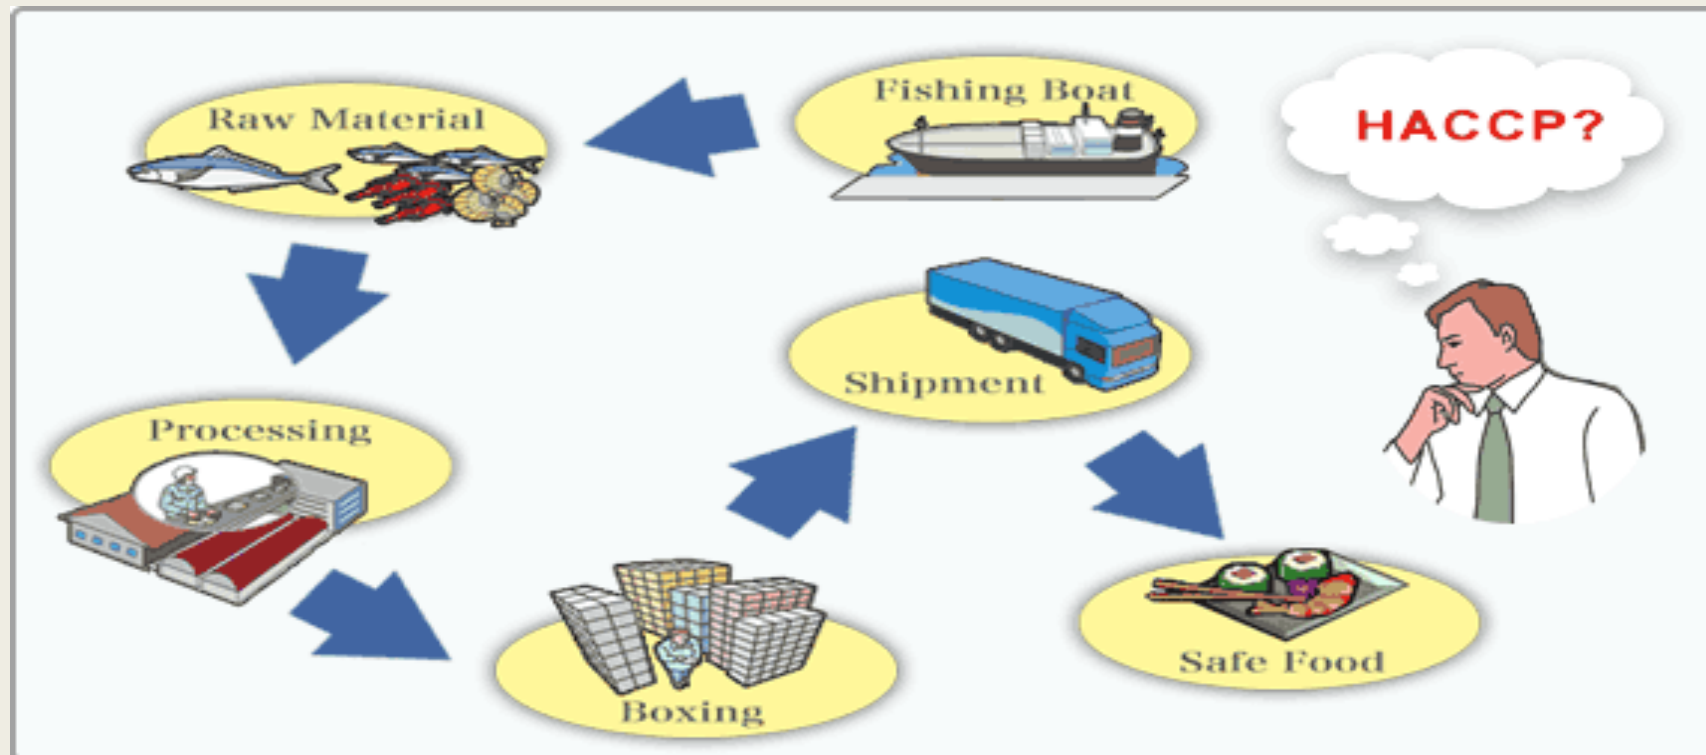 Fishing Boat
HACCP?
Raw Material
Shipment
Processing
Boxing
Safe Food